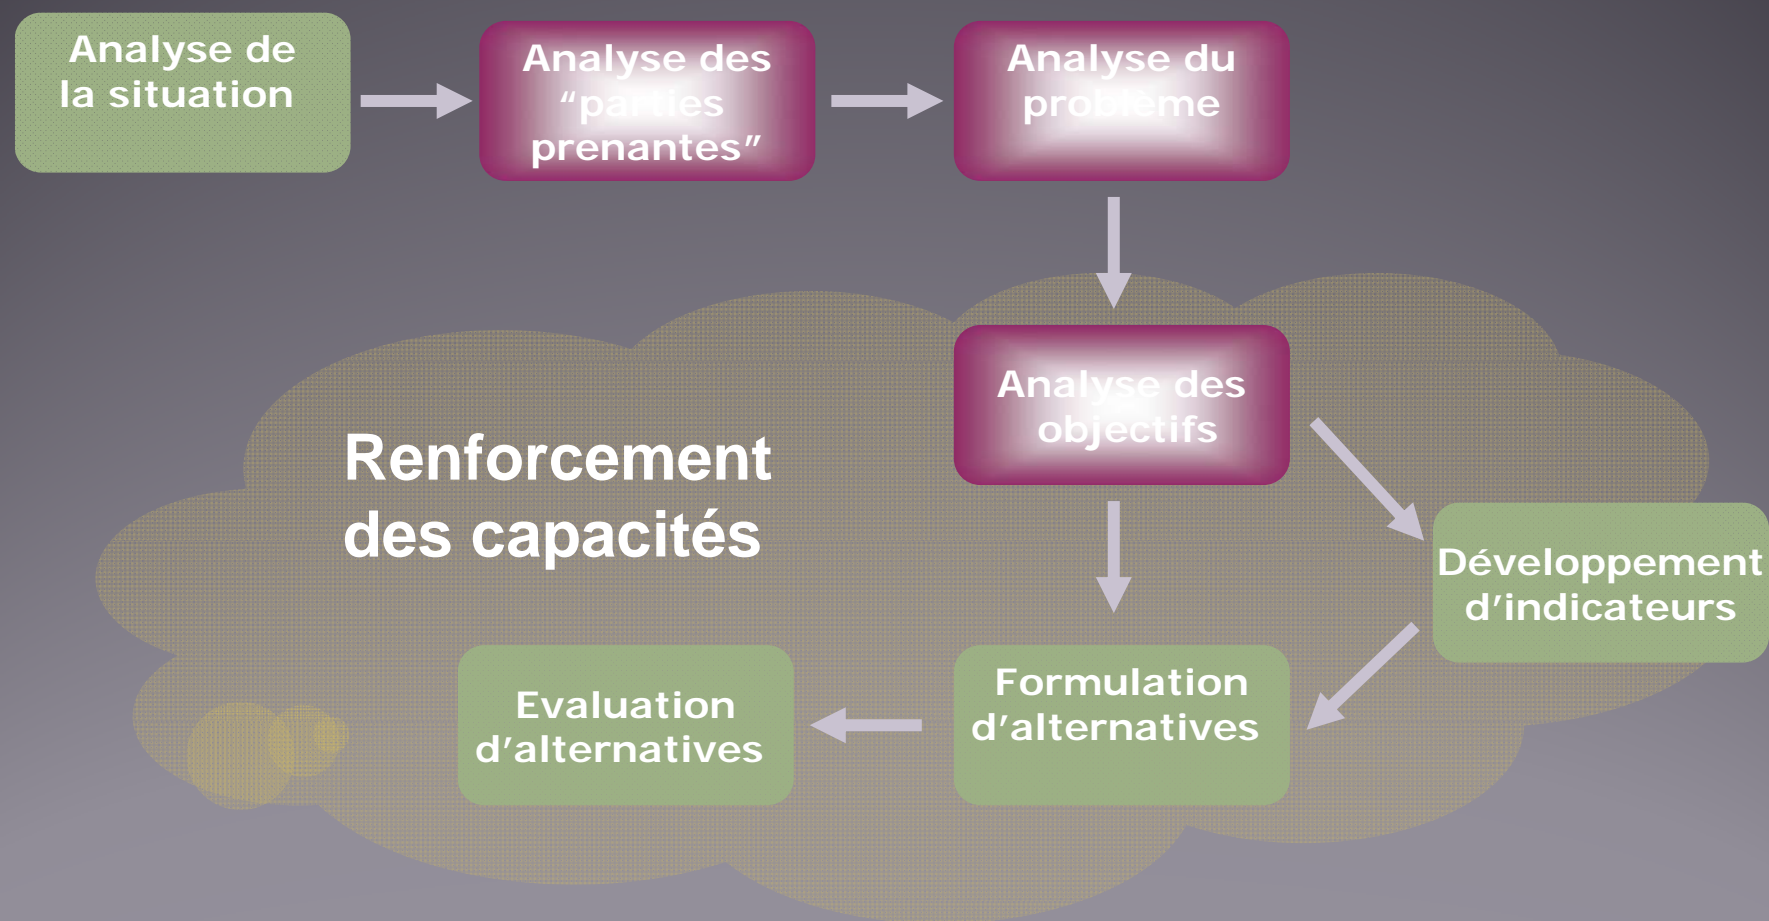 Analyse de
la situation
Analyse des
“parties
prenantes”
Analyse du
problème
Analyse des
objectifs
Renforcement
des capacités
Développement
d’indicateurs
Formulation
d’alternatives
Evaluation
d’alternatives